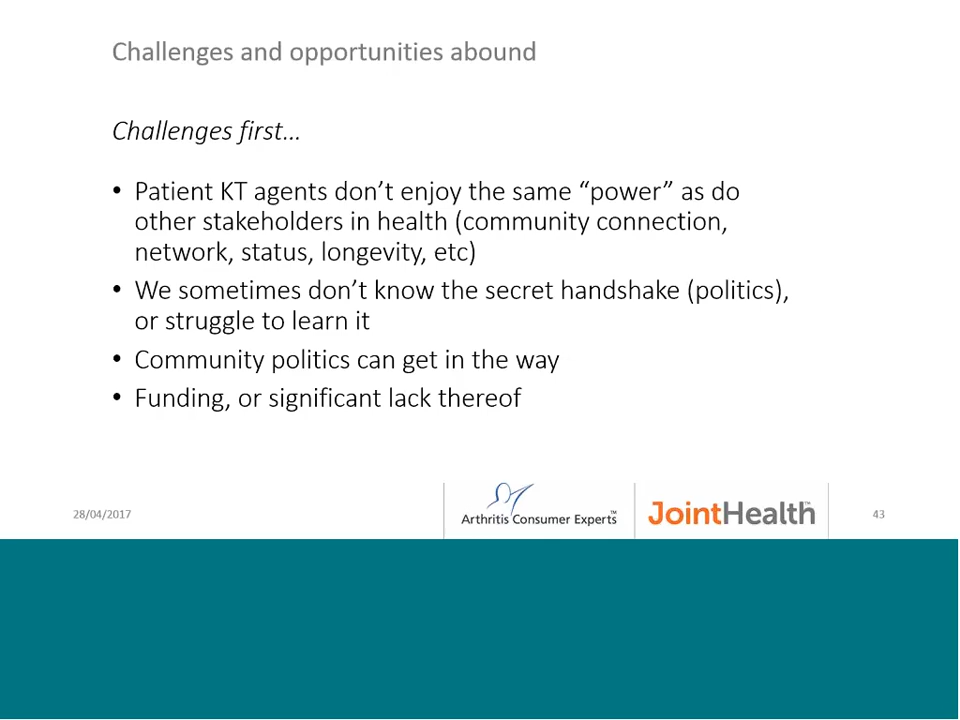 Challenges and opportunities abound
Challenges first…
• Patient KT agents don’t enjoy the same “power” as do
other stakeholders in health (community connection,
network, status, longevity, etc)
• We sometimes don’t know the secret handshake (politics),
or struggle to learn it
• Community politics can get in the way
• Funding, or significant lack thereof
28/04/2017
Arthritis Consumer Experts™
JointHealth™
43